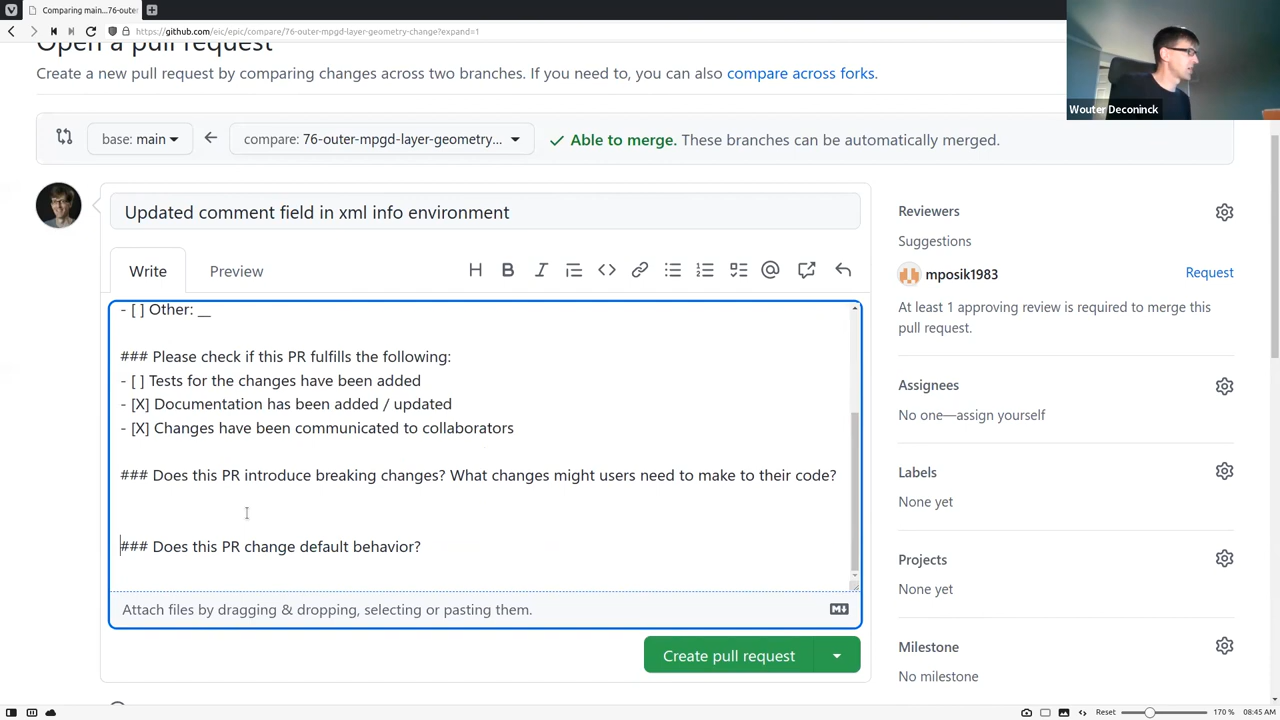 Comparing main...76-outer
https://github.com/eic/epic/compare/76-outer-mpgd-layer-geometry-change?expand=1
Open a pull request
Create a new pull request by comparing changes across two branches. If you need to, you can also compare across forks.
Wouter Deconinck
base: main
compare: 76-outer-mpgd-layer-geometry...
Able to merge. These branches can be automatically merged.
Updated comment field in xml info environment
Write
Preview
- [ ] Other: __
### Please check if this PR fulfills the following:
- [ ] Tests for the changes have been added
- [X] Documentation has been added / updated
- [X] Changes have been communicated to collaborators
### Does this PR introduce breaking changes? What changes might users need to make to their code?
### Does this PR change default behavior?
Attach files by dragging & dropping, selecting or pasting them.
Create pull request
Reviewers
Suggestions
mposik1983
Request
At least 1 approving review is required to merge this
pull request.
Assignees
No one—assign yourself
Labels
None yet
Projects
None yet
Milestone
No milestone
Reset
170 %
08:45 AM